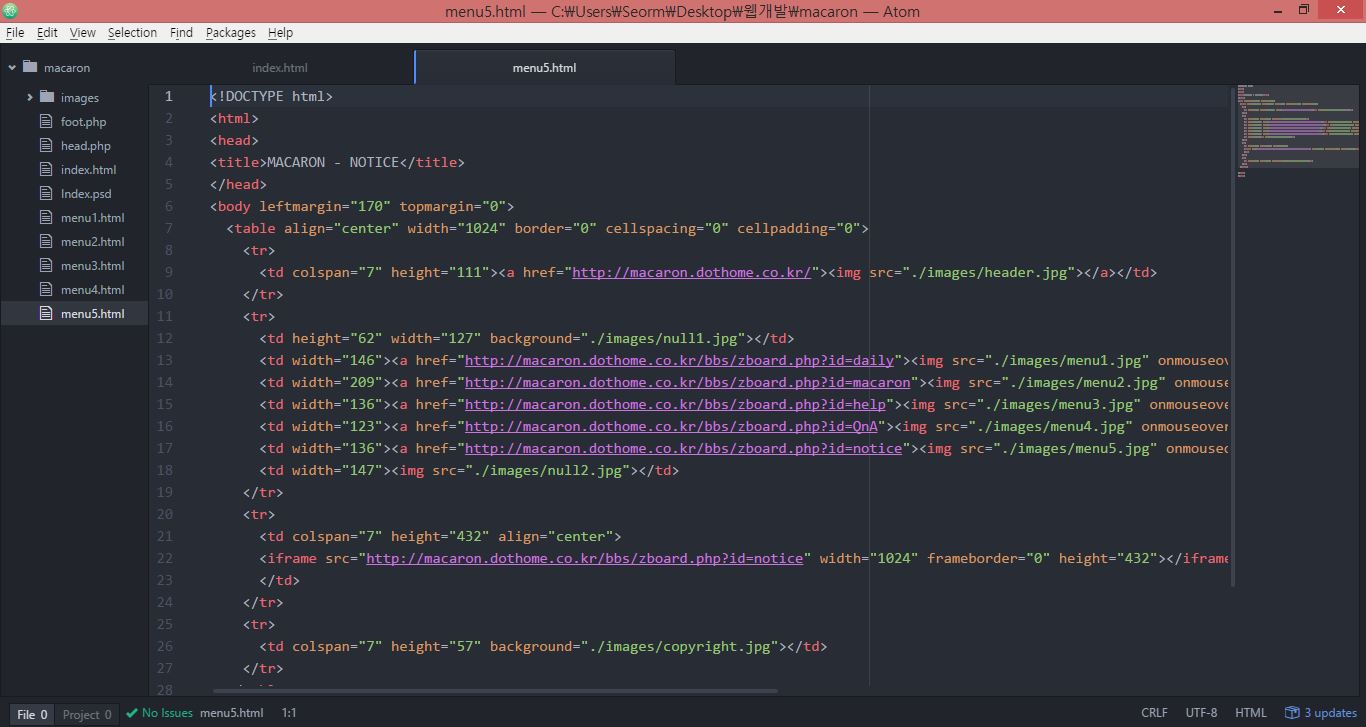 menu5.html — C:\Users\Seorm\Desktop\웹개발\macaron — Atom
File Edit View Selection Find Packages Help
macaron
images
foot.php
head.php
index.html
Index.psd
menu1.html
menu2.html
menu3.html
menu4.html
menu5.html
index.html menu5.html
1 <!DOCTYPE html>
2 <html>
3 <head>
4 <title>MACARON - NOTICE</title>
5 </head>
6 <body leftmargin="170" topmargin="0">
7 <table align="center" width="1024" border="0" cellspacing="0" cellpadding="0">
8 <tr>
9 <td colspan="7" height="111"><a href="http://macaron.dothome.co.kr/"><img src="./images/header.jpg"></a></td>
10 </tr>
11 <tr>
12 <td height="62" width="127" background="./images/null1.jpg"></td>
13 <td width="146"><a href="http://macaron.dothome.co.kr/bbs/zboard.php?id=daily"><img src="./images/menu1.jpg" onmouseov
14 <td width="209"><a href="http://macaron.dothome.co.kr/bbs/zboard.php?id=macaron"><img src="./images/menu2.jpg" onmouse
15 <td width="136"><a href="http://macaron.dothome.co.kr/bbs/zboard.php?id=help"><img src="./images/menu3.jpg" onmouseove
16 <td width="123"><a href="http://macaron.dothome.co.kr/bbs/zboard.php?id=QnA"><img src="./images/menu4.jpg" onmouseover
17 <td width="136"><a href="http://macaron.dothome.co.kr/bbs/zboard.php?id=notice"><img src="./images/menu5.jpg" onmouseo
18 <td width="147"><img src="./images/null2.jpg"></td>
19 </tr>
20 <tr>
21 <td colspan="7" height="432" align="center">
22 <iframe src="http://macaron.dothome.co.kr/bbs/zboard.php?id=notice" width="1024" frameborder="0" height="432"></iframe
23 </td>
24 </tr>
25 <tr>
26 <td colspan="7" height="57" background="./images/copyright.jpg"></td>
27 </tr>
28
File 0 Project 0 No Issues menu5.html 1:1 CRLF UTF-8 HTML 3 updates